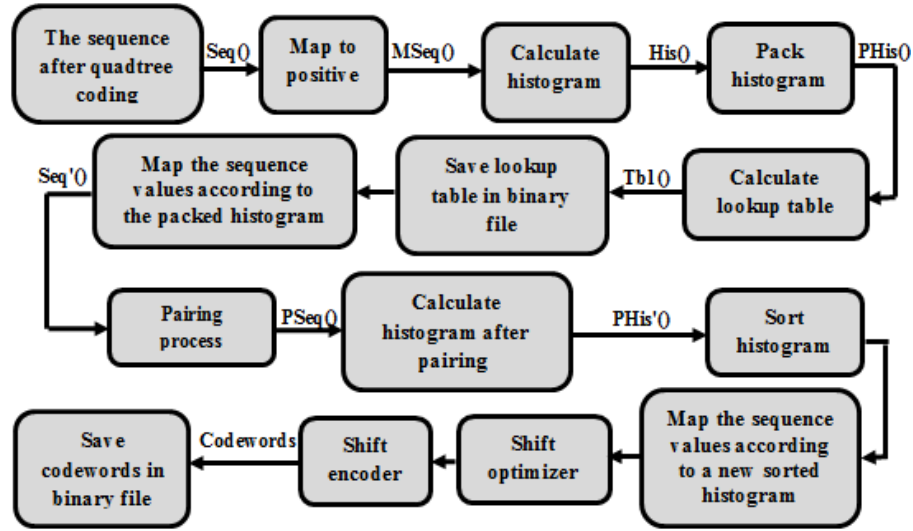 The sequence
after quadtree
coding
Seq()
Map to
positive
MSeq()
Calculate
histogram
His()
Pack
histogram
PHis()
Calculate
lookup table
Tbl()
Save lookup
table in binary
file
Map the sequence
values according to
the packed histogram
Seq'()
Pairing
process
PSeq()
Calculate
histogram after
pairing
PHis'()
Sort
histogram
Map the sequence
values according
to a new sorted
histogram
Shift
optimizer
Shift
encoder
Codewords
Save
codewords in
binary file